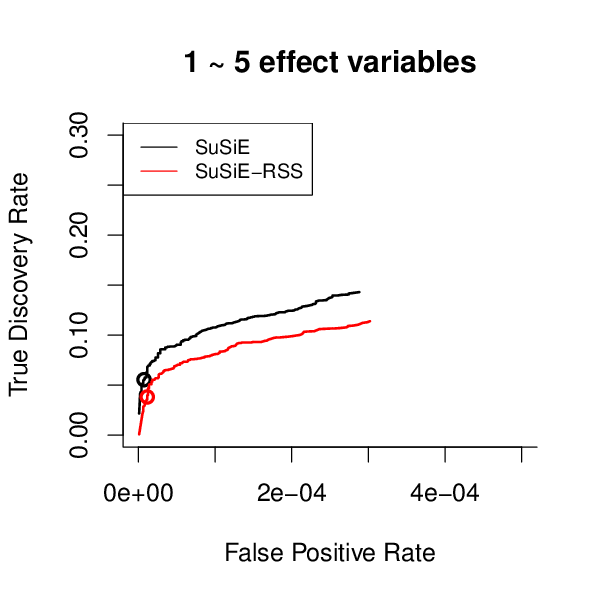 1 ~ 5 effect variables
True Discovery Rate
0.30
0.20
0.10
0.00
SuSiE
SuSiE−RSS
0e+00 2e−04 4e−04
False Positive Rate